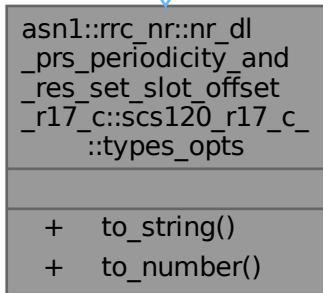 asn1::rrc_nr::nr_dl
_prs_periodicity_and
_res_set_slot_offset
_r17_c::scs120_r17_c_
::types_opts
+ to_string()
+ to_number()